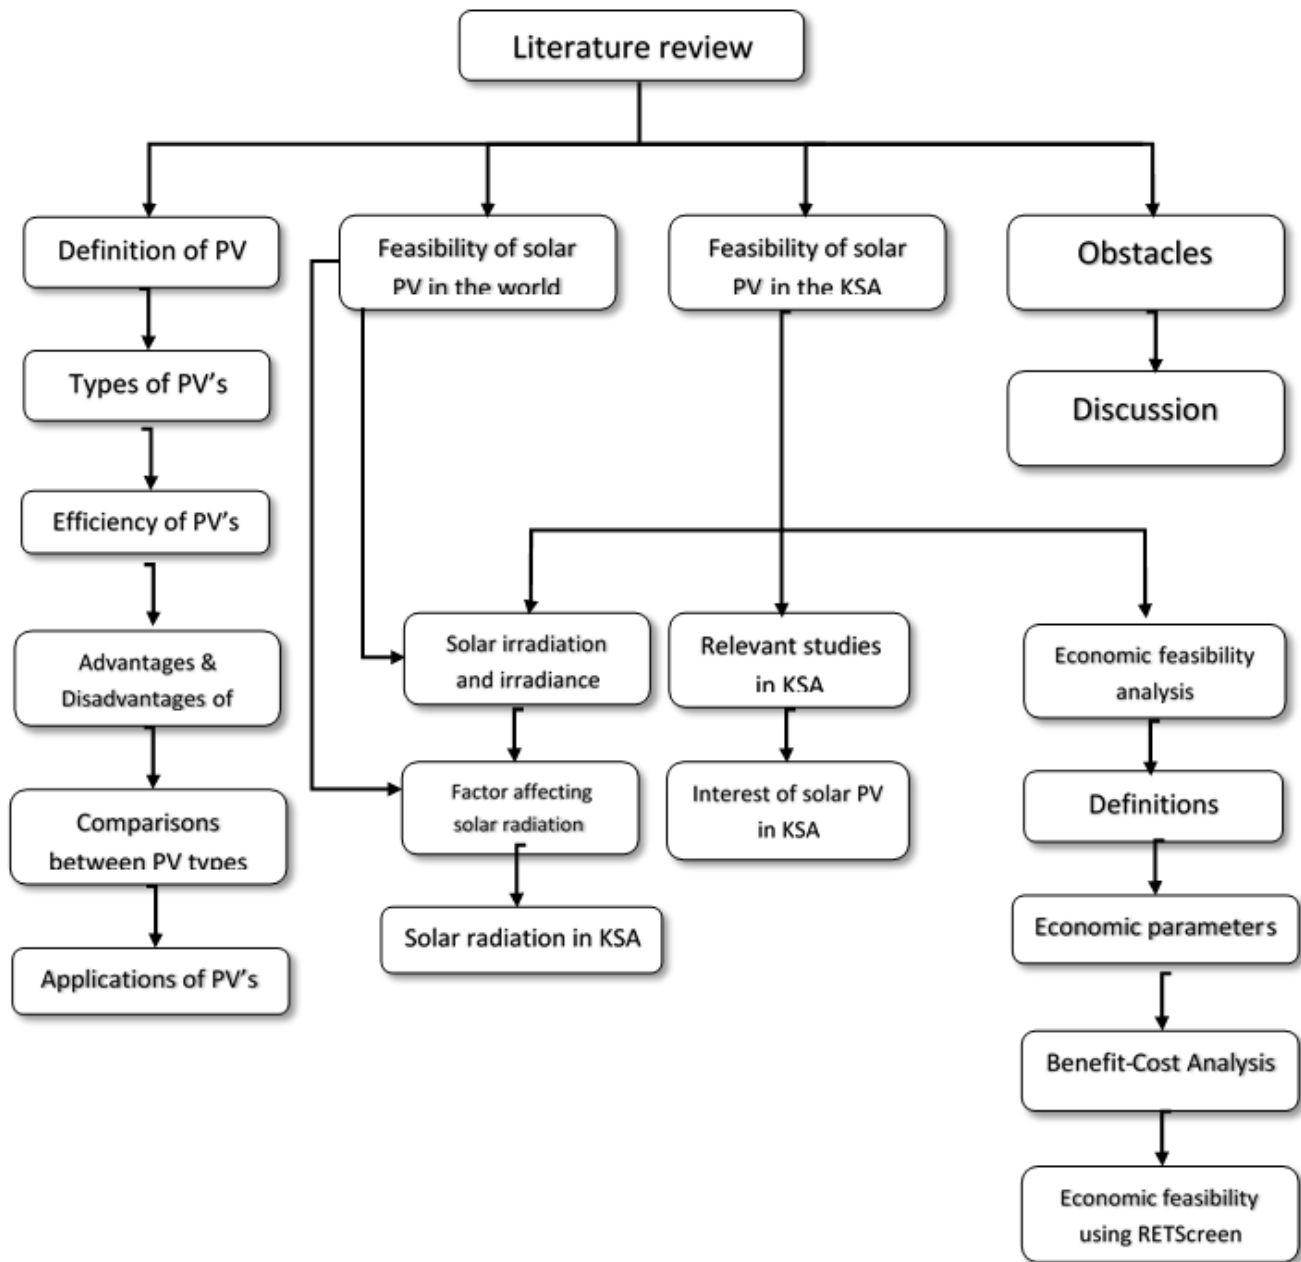 Literature review
Definition of PV
Types of PV's
Efficiency of PV's
Advantages &
Disadvantages of
Comparisons
between PV types
Applications of PV's
Feasibility of solar
PV in the world
Feasibility of solar
PV in the KSA
Solar irradiation
and irradiance
Factor affecting
solar radiation
Solar radiation in KSA
Relevant studies
in KSA
Interest of solar PV
in KSA
Economic feasibility
analysis
Definitions
Economic parameters
Benefit-Cost Analysis
Economic feasibility
using RETScreen
Obstacles
Discussion